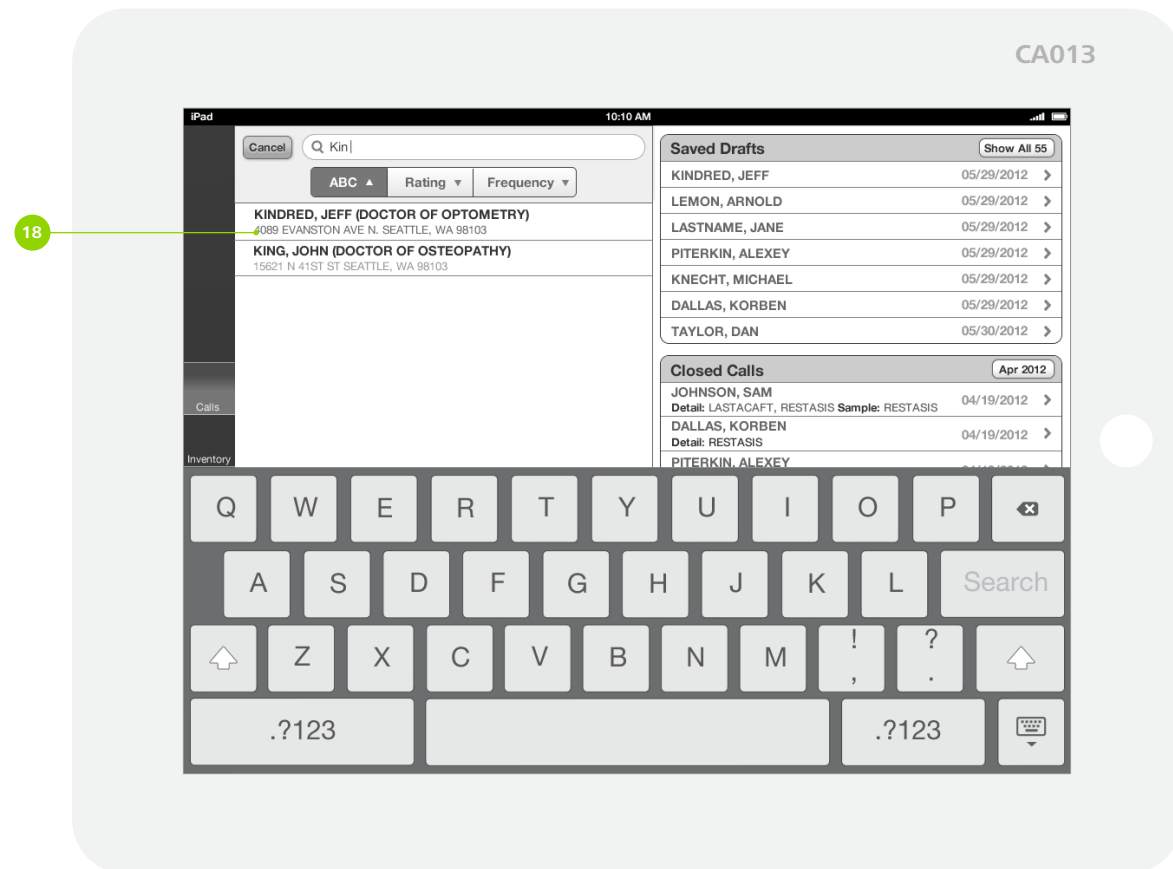 CA013
iPad 10:10 AM
Cancel Kin
ABC Rating Frequency
18
KINDRED, JEFF (DOCTOR OF OPTOMETRY)
4089 EVANSTON AVE N. SEATTLE, WA 98103
KING, JOHN (DOCTOR OF OSTEOPATHY)
15621 N 41ST ST SEATTLE, WA 98103
Calls
Inventory
Saved Drafts Show All 55
KINDRED, JEFF 05/29/2012
LEMON, ARNOLD 05/29/2012
LASTNAME, JANE 05/29/2012
PITERKIN, ALEXEY 05/29/2012
KNECHT, MICHAEL 05/29/2012
DALLAS, KORBEN 05/29/2012
TAYLOR, DAN 05/30/2012
Closed Calls Apr 2012
JOHNSON, SAM 04/19/2012
Detail: LASTACAFT, RESTASIS Sample: RESTASIS
DALLAS, KORBEN 04/19/2012
Detail: RESTASIS
PITERKIN, ALEXEY
Q W E R T Y U I O P
A S D F G H J K L Search
Z X C V B N M ! , ? .
.?123 .?123